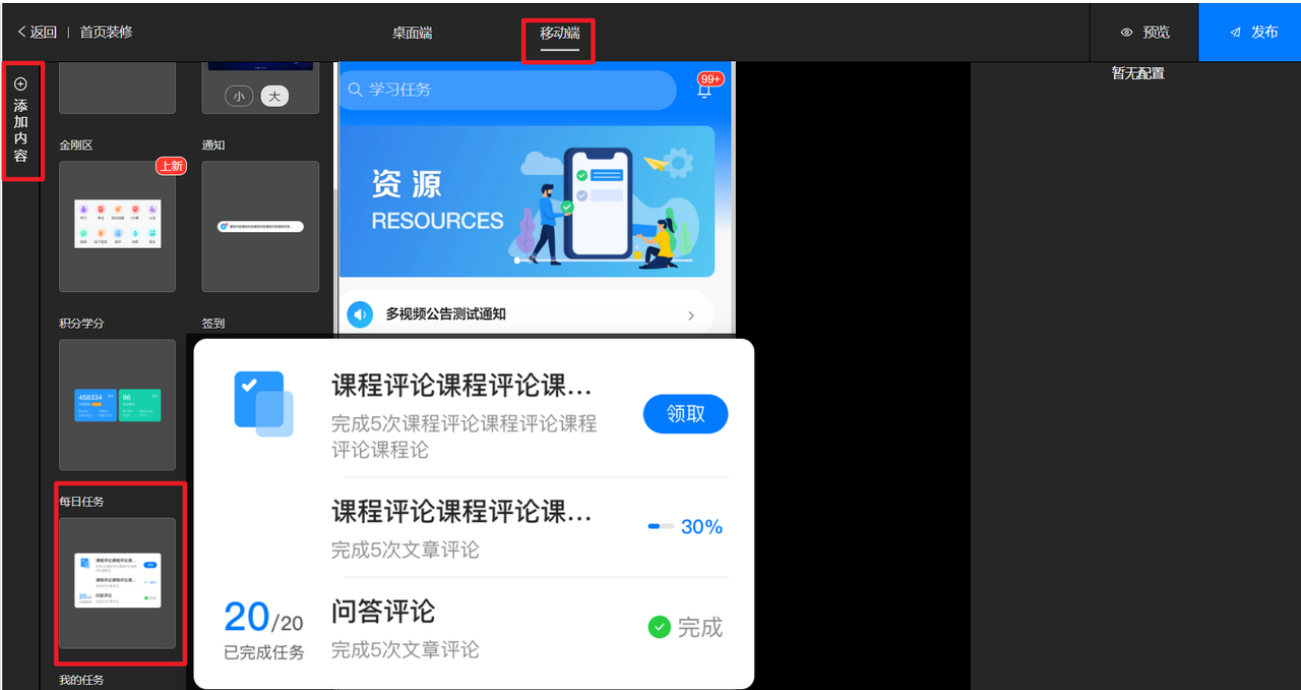 返回 | 首页装修
桌面端
移动端
预览
发布
添加内容
暂无配置
小
大
金刚区
上新
通知
积分学分
458334
96
签到
每日任务
20/20
我的任务
学习任务
99+
资源
RESOURCES
多视频公告测试通知
课程评论课程评论课...
完成5次课程评论课程评论课程
评论课程论
领取
课程评论课程评论课...
完成5次文章评论
30%
问答评论
完成5次文章评论
完成
20/20
已完成任务